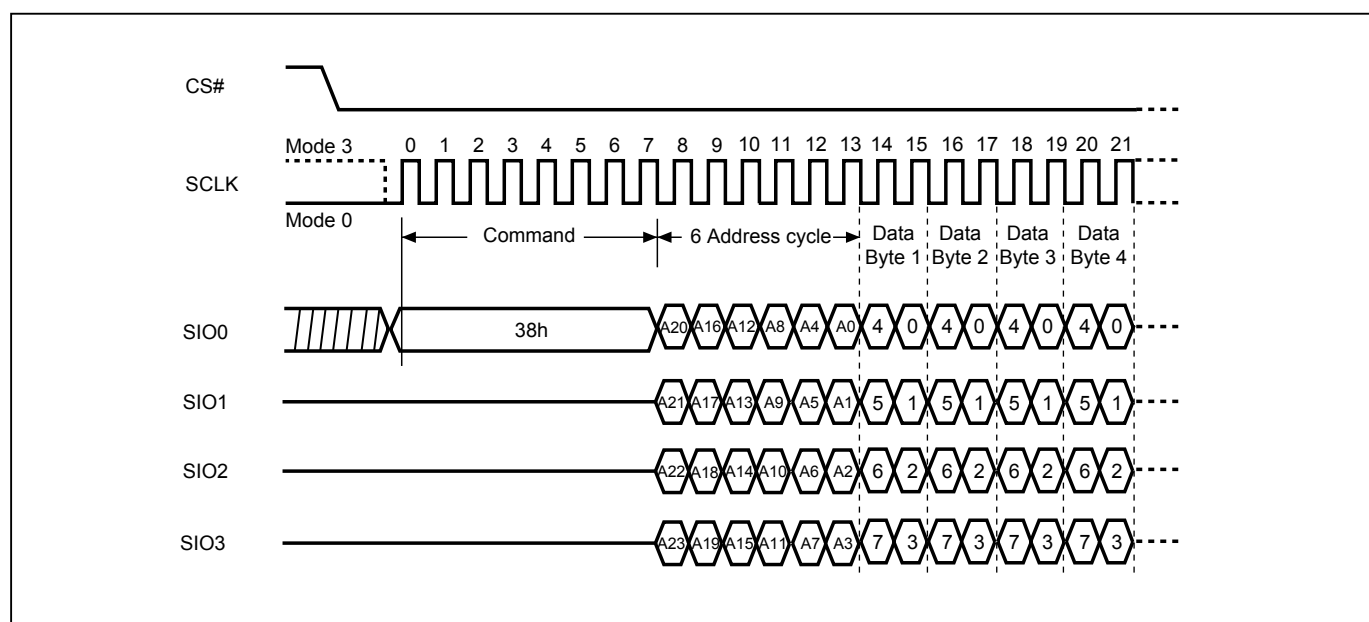 CS#
Mode 3
0 1 2 3 4 5 6 7 8 9 10 11 12 13 14 15 16 17 18 19 20 21
SCLK
Mode 0
Command
6 Address cycle
Data
Byte 1
Data
Byte 2
Data
Byte 3
Data
Byte 4
SIO0
38h
A20 A16 A12 A8 A4 A0 4 0 4 0 4 0 4 0
SIO1
A21 A17 A13 A9 A5 A1 5 1 5 1 5 1 5 1
SIO2
A22 A18 A14 A10 A6 A2 6 2 6 2 6 2 6 2
SIO3
A23 A19 A15 A11 A7 A3 7 3 7 3 7 3 7 3